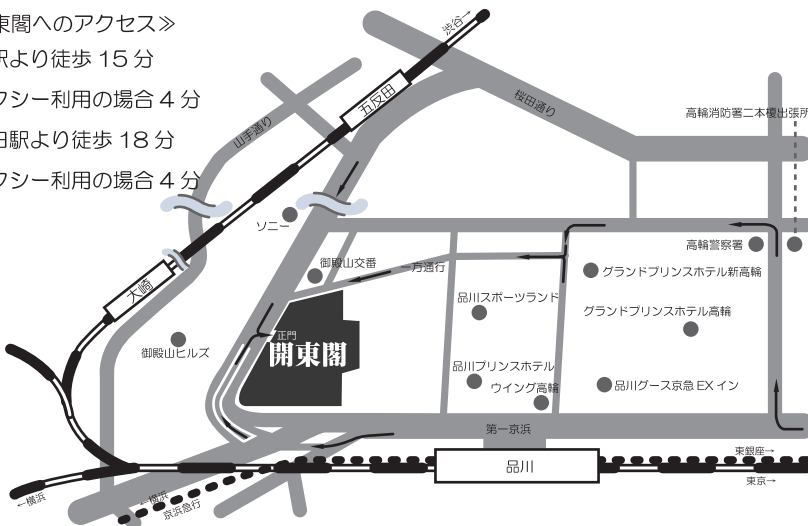 東閣へのアクセス≫
駅より徒歩 15 分
クシー利用の場合 4 分
田駅より徒歩 18 分
クシー利用の場合 4 分
渋谷→
五反田
桜田通り
山手通り
高輪消防署二本榎出張所
ソニー
高輪警察署
御殿山交番
一方通行
グランドプリンスホテル新高輪
大崎
品川スポーツランド
グランドプリンスホテル高輪
正門
開東閣
御殿山ヒルズ
品川プリンスホテル
ウイング高輪
品川グース京急 EX イン
第一京浜
東銀座→
品川
東京→
←横浜
←横浜
京浜急行